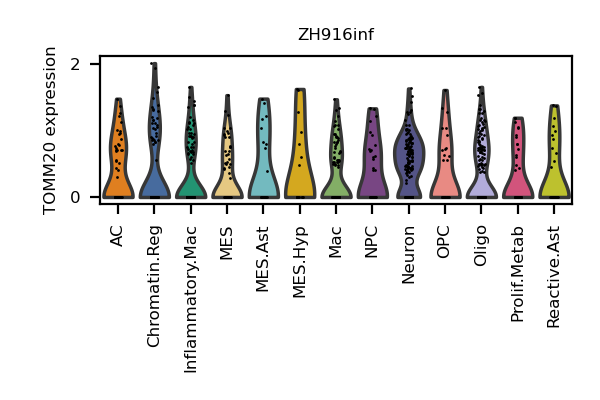 ZH916inf
TOMM20 expression
2
0
AC
Chromatin.Reg
Inflammatory.Mac
MES
MES.Ast
MES.Hyp
Mac
NPC
Neuron
OPC
Oligo
Prolif.Metab
Reactive.Ast